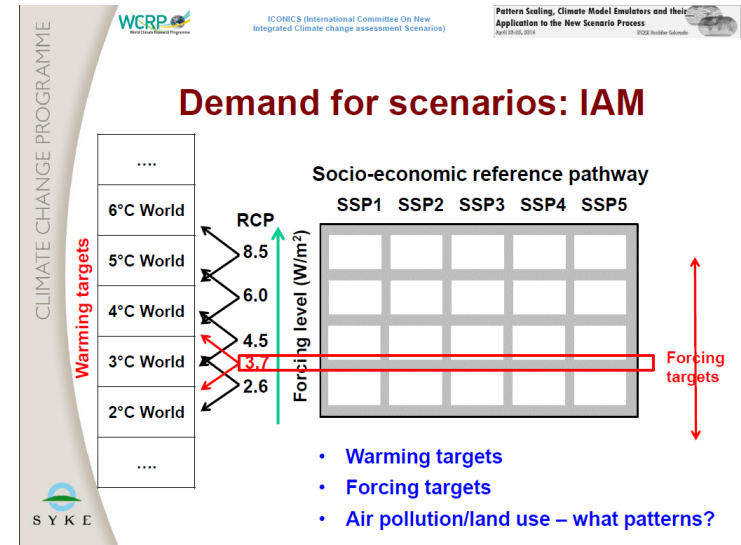 WCRP
World Climate Research Programme
ICONICS (International Committee On New
Integrated Climate change assessment Scenarios)
Pattern Scaling, Climate Model Emulators and their
Application to the New Scenario Process
April 23-25, 2014
NCAR Boulder Colorado
CLIMATE CHANGE PROGRAMME
Demand for scenarios: IAM
Warming targets
....
6°C World
5°C World
4°C World
3°C World
2°C World
....
RCP
8.5
6.0
4.5
3.7
2.6
Forcing level (W/m²)
Socio-economic reference pathway
SSP1 SSP2 SSP3 SSP4 SSP5
Forcing
targets
• Warming targets
• Forcing targets
• Air pollution/land use – what patterns?
SYKE